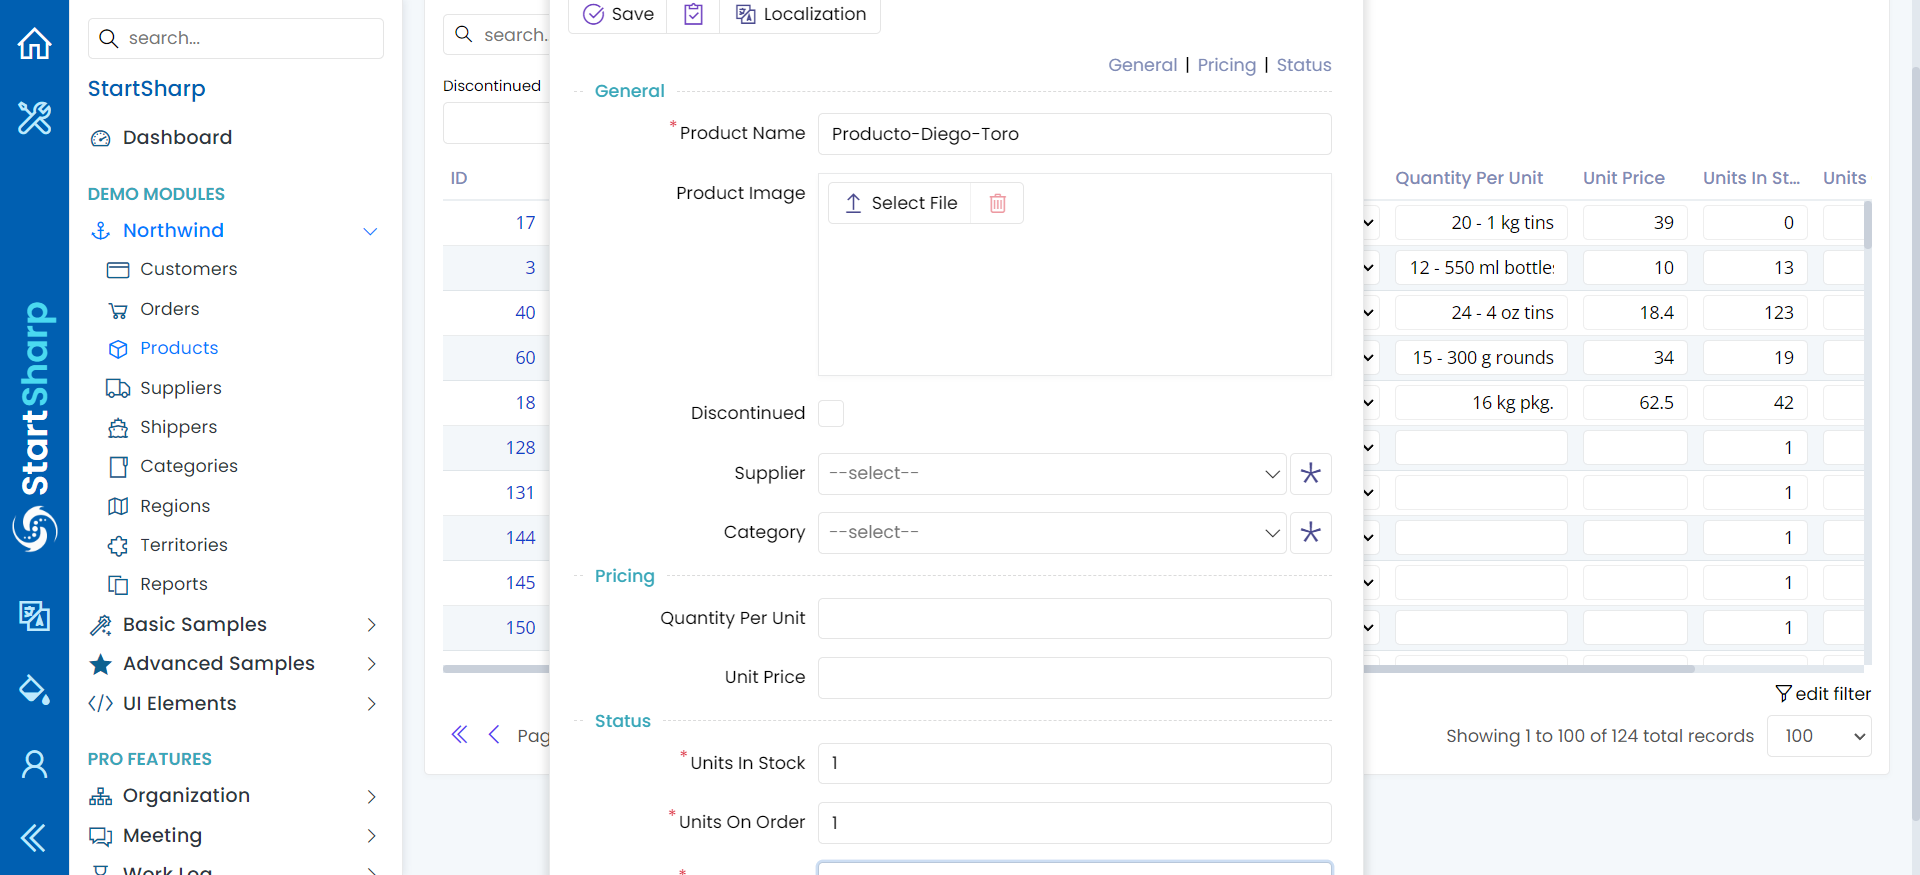 StartSharp
search...
StartSharp
Dashboard
DEMO MODULES
Northwind
Customers
Orders
Products
Suppliers
Shippers
Categories
Regions
Territories
Reports
Basic Samples
Advanced Samples
UI Elements
PRO FEATURES
Organization
Meeting
Work Log
search.
Discontinued
ID
17
3
40
60
18
128
131
144
145
150
Pag
Save
Localization
General | Pricing | Status
General
* Product Name Producto-Diego-Toro
Product Image Select File
Discontinued
Supplier --select--
Category --select--
Pricing
Quantity Per Unit
Unit Price
Status
* Units In Stock 1
* Units On Order 1
*
Quantity Per Unit Unit Price Units In St... Units
20 - 1 kg tins 39 0
12 - 550 ml bottles 10 13
24 - 4 oz tins 18.4 123
15 - 300 g rounds 34 19
16 kg pkg. 62.5 42
1
1
1
1
1
edit filter
Showing 1 to 100 of 124 total records 100